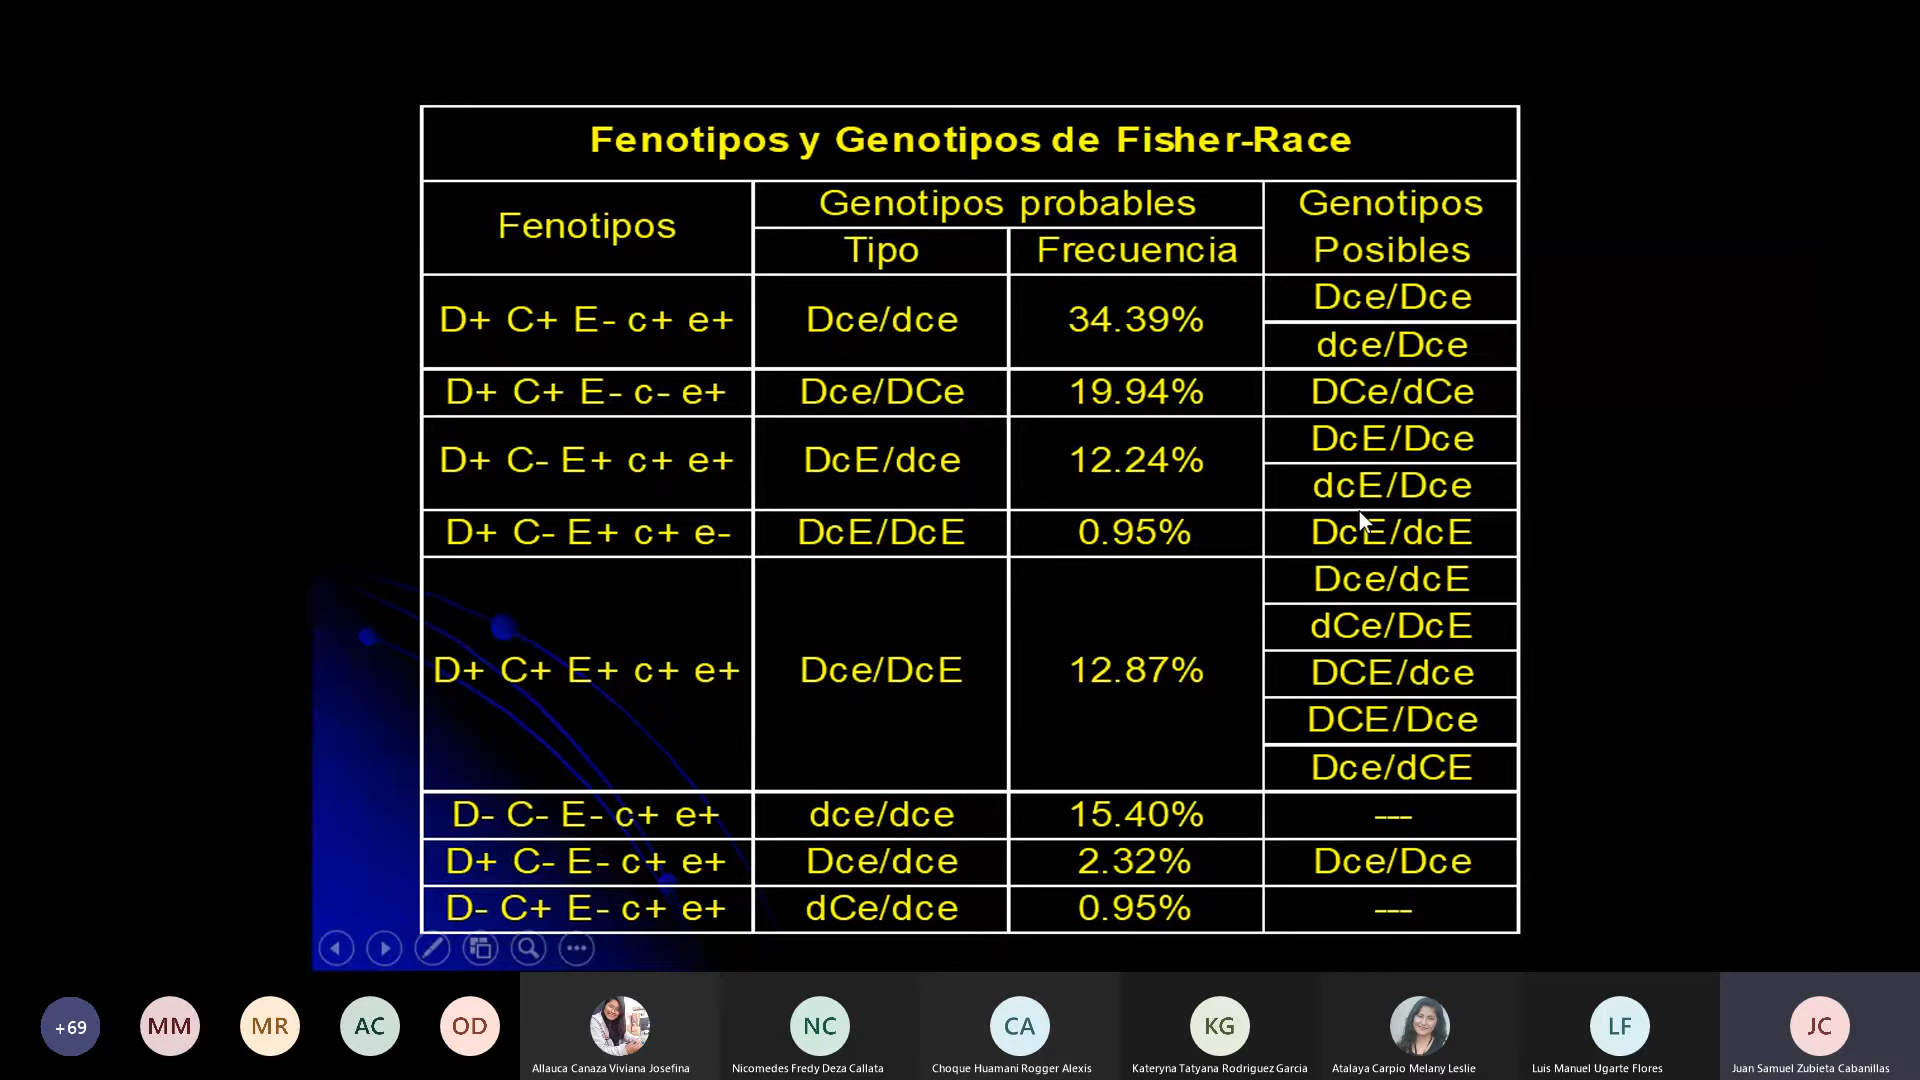 Fenotipos y Genotipos de Fisher-Race
Fenotipos
Genotipos probables
Genotipos
Posibles
Tipo
Frecuencia
D+ C+ E- c+ e+
Dce/dce
34.39%
Dce/Dce
dce/Dce
D+ C+ E- c- e+
Dce/DCe
19.94%
DCe/dCe
D+ C- E+ c+ e+
DcE/dce
12.24%
DcE/Dce
dcE/Dce
D+ C- E+ c+ e-
DcE/DcE
0.95%
DcE/dcE
D+ C+ E+ c+ e+
Dce/DcE
12.87%
Dce/dcE
dCe/DcE
DCE/dce
DCE/Dce
Dce/dCE
D- C- E- c+ e+
dce/dce
15.40%
---
D+ C- E- c+ e+
Dce/dce
2.32%
Dce/Dce
D- C+ E- c+ e+
dCe/dce
0.95%
---
+69
MM
MR
AC
OD
NC
CA
KG
LF
JC
Allauca Canaza Viviana Josefina
Nicomedes Fredy Deza Callata
Choque Huamani Rogger Alexis
Kateryna Tatyana Rodriguez Garcia
Atalaya Carpio Melany Leslie
Luis Manuel Ugarte Flores
Juan Samuel Zubieta Cabanillas